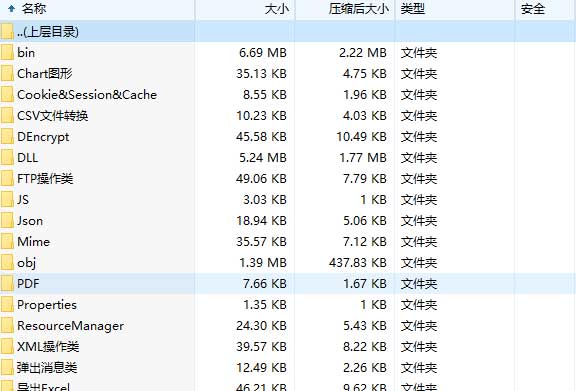 名称 大小 压缩后大小 类型 安全
..(上层目录)
bin 6.69 MB 2.22 MB 文件夹
Chart图形 35.13 KB 4.75 KB 文件夹
Cookie&Session&Cache 8.55 KB 1.96 KB 文件夹
CSV文件转换 10.23 KB 4.03 KB 文件夹
DEncrypt 45.58 KB 10.49 KB 文件夹
DLL 5.24 MB 1.77 MB 文件夹
FTP操作类 49.06 KB 7.79 KB 文件夹
JS 3.03 KB 1 KB 文件夹
Json 18.94 KB 5.06 KB 文件夹
Mime 35.57 KB 7.12 KB 文件夹
obj 1.39 MB 437.83 KB 文件夹
PDF 7.66 KB 1.67 KB 文件夹
Properties 1.35 KB 1 KB 文件夹
ResourceManager 24.30 KB 5.43 KB 文件夹
XML操作类 39.57 KB 8.22 KB 文件夹
弹出消息类 12.49 KB 2.26 KB 文件夹
导出Excel 46.21 KB 9.62 KB 文件夹